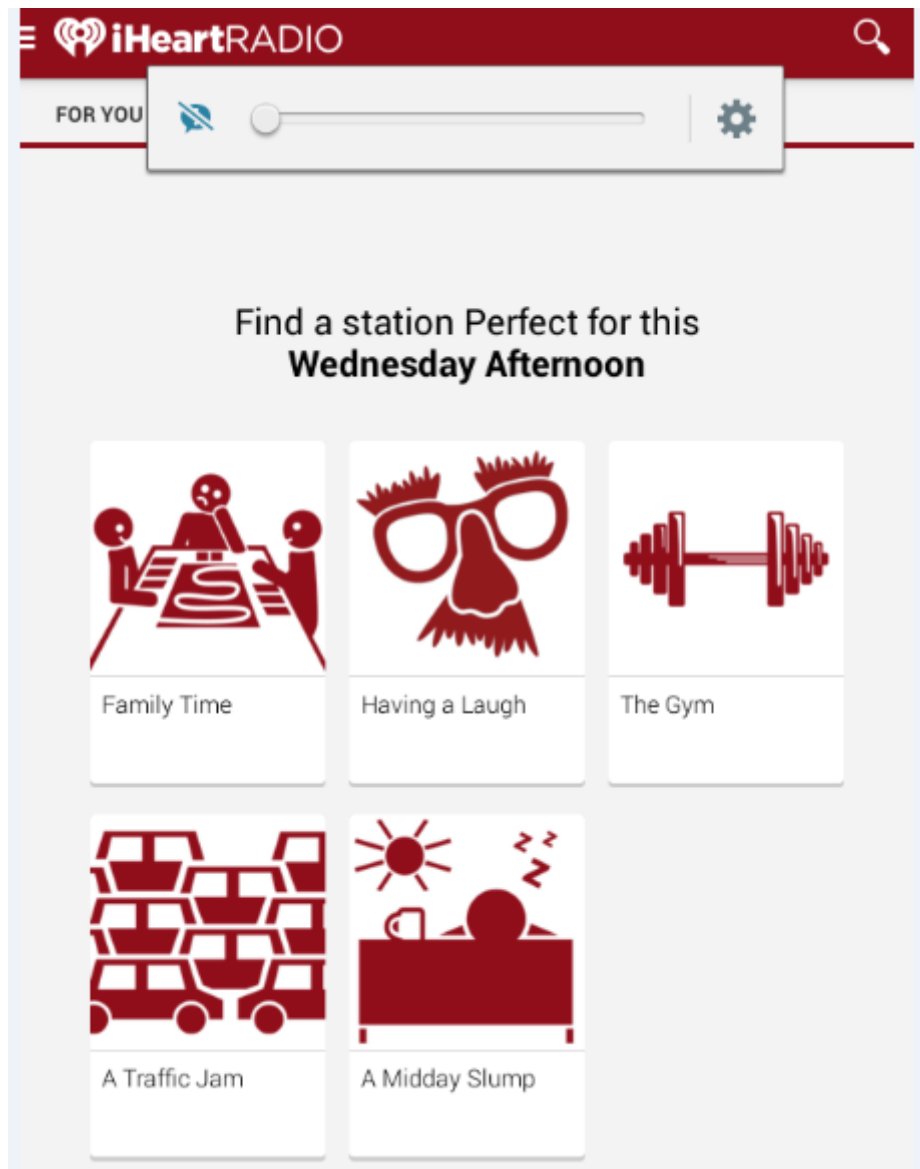 iHeartRADIO
FOR YOU
Find a station Perfect for this
Wednesday Afternoon
Family Time
Having a Laugh
The Gym
z z
z
A Traffic Jam
A Midday Slump